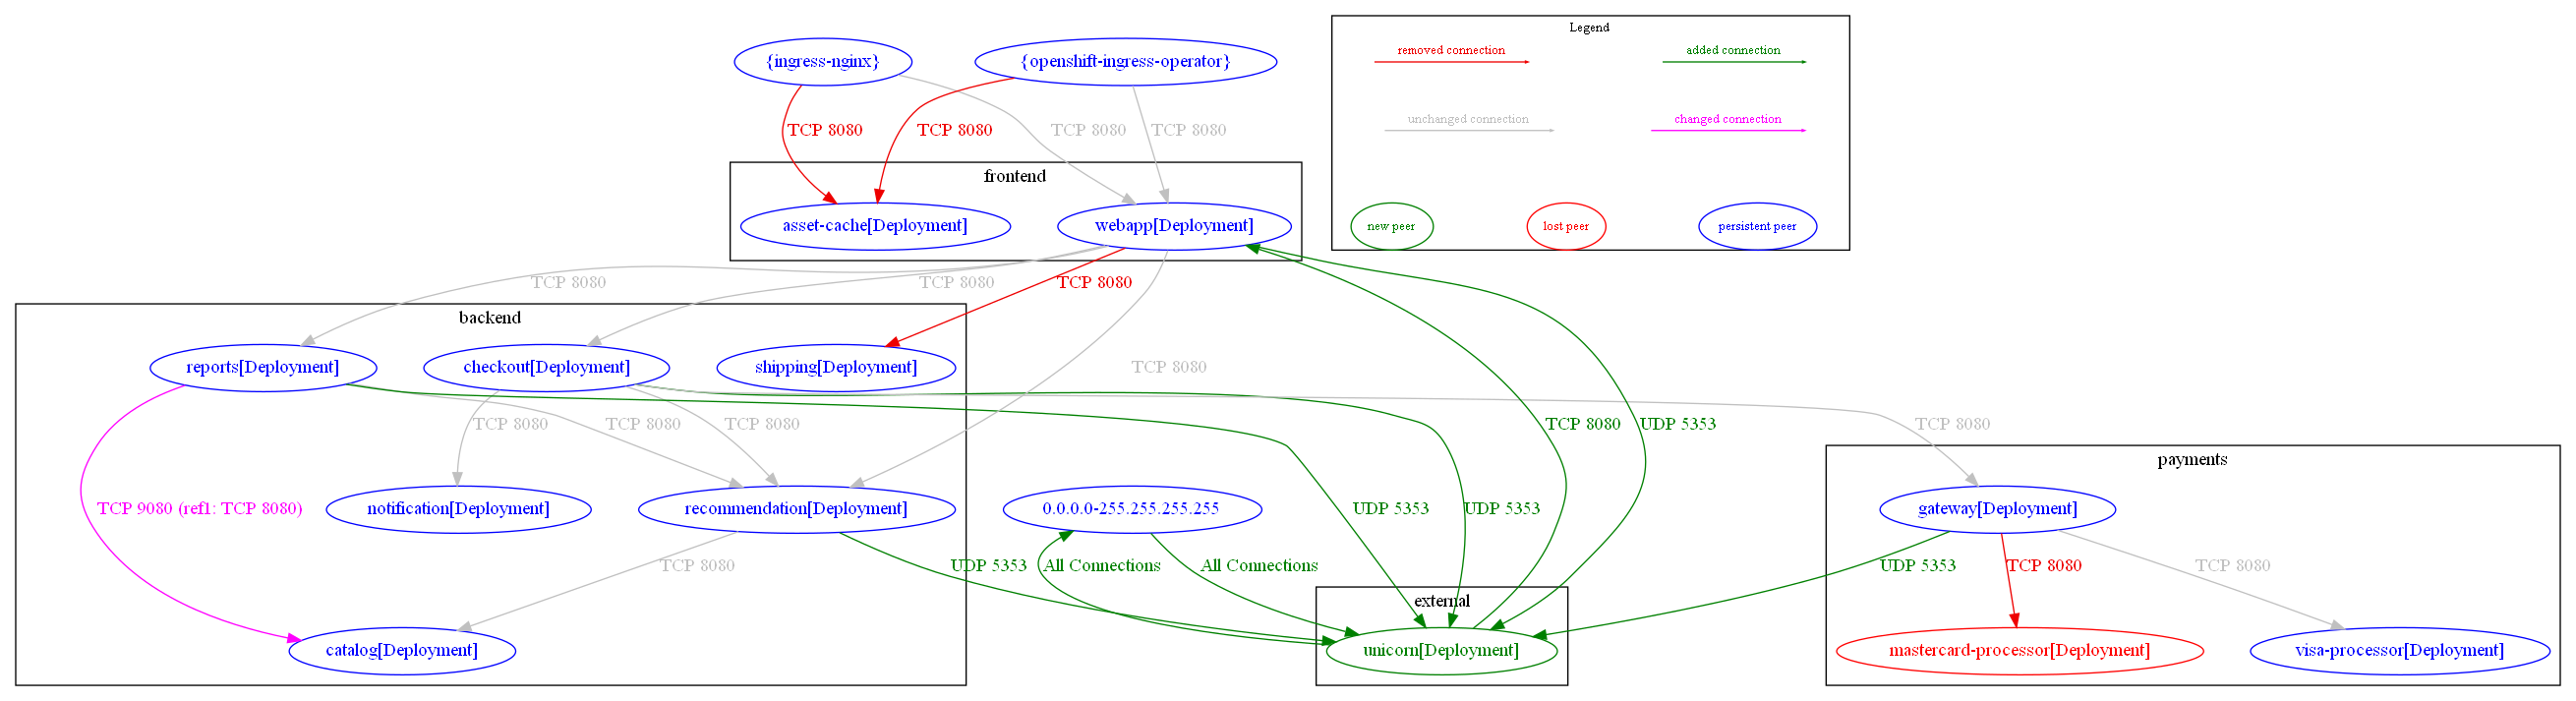 Legend
removed connection
added connection
{ingress-nginx}
{openshift-ingress-operator}
unchanged connection
changed connection
TCP 8080
TCP 8080
TCP 8080
TCP 8080
frontend
asset-cache[Deployment]
webapp[Deployment]
new peer
lost peer
persistent peer
TCP 8080
TCP 8080
TCP 8080
backend
reports[Deployment]
checkout[Deployment]
shipping[Deployment]
TCP 8080
TCP 8080
TCP 8080
TCP 8080
TCP 8080
UDP 5353
TCP 8080
payments
TCP 9080 (ref1: TCP 8080)
notification[Deployment]
recommendation[Deployment]
0.0.0.0-255.255.255.255
UDP 5353
UDP 5353
gateway[Deployment]
TCP 8080
UDP 5353
All Connections
All Connections
UDP 5353
TCP 8080
TCP 8080
external
catalog[Deployment]
unicorn[Deployment]
mastercard-processor[Deployment]
visa-processor[Deployment]